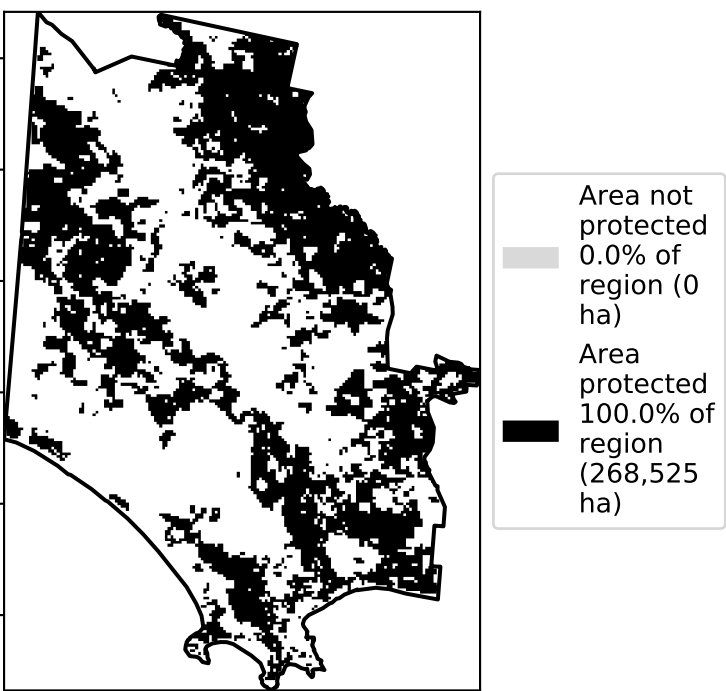 Area not
protected
0.0% of
region (0
ha)
Area
protected
100.0% of
region
(268,525
ha)